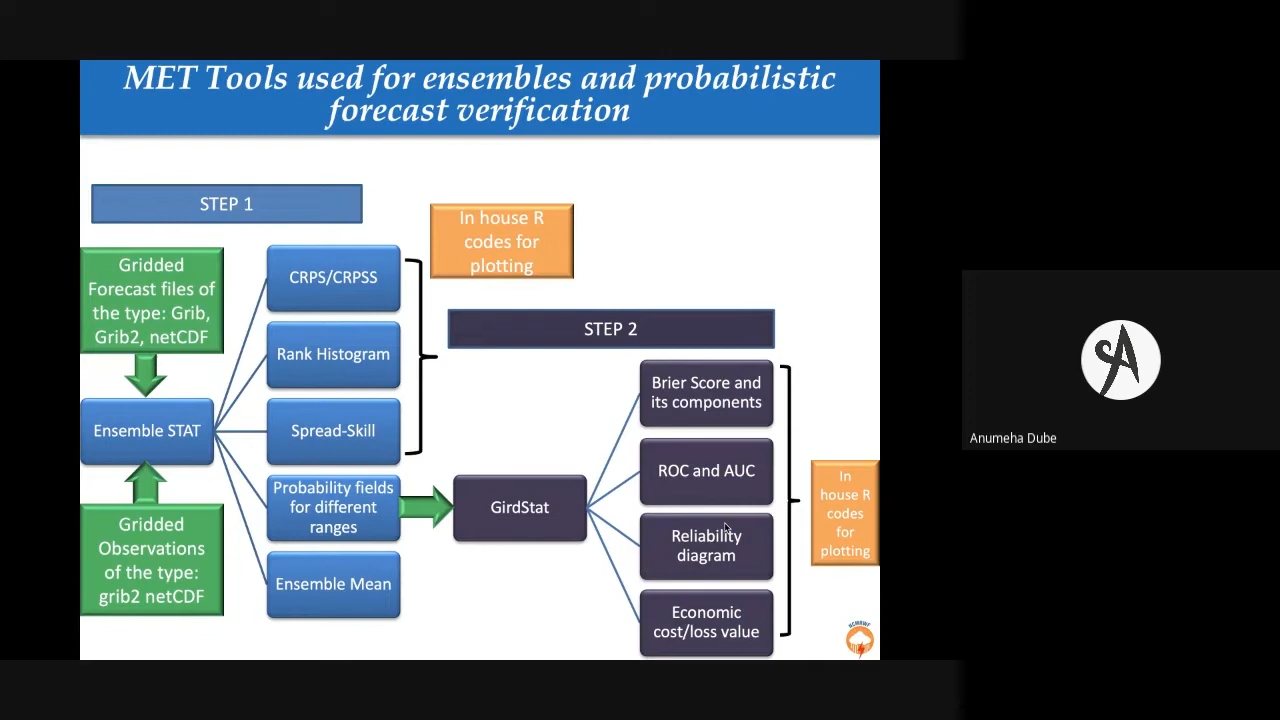 MET Tools used for ensembles and probabilistic
forecast verification
STEP 1
In house R
codes for
plotting
Gridded
Forecast files of
the type: Grib,
Grib2, netCDF
CRPS/CRPSS
Rank Histogram
Ensemble STAT
Spread-Skill
Probability fields
for different
ranges
Ensemble Mean
Gridded
Observations
of the type:
grib2 netCDF
STEP 2
GirdStat
Brier Score and
its components
ROC and AUC
Reliability
diagram
Economic
cost/loss value
In
house R
codes
for
plotting
NCMRWF
Anumeha Dube